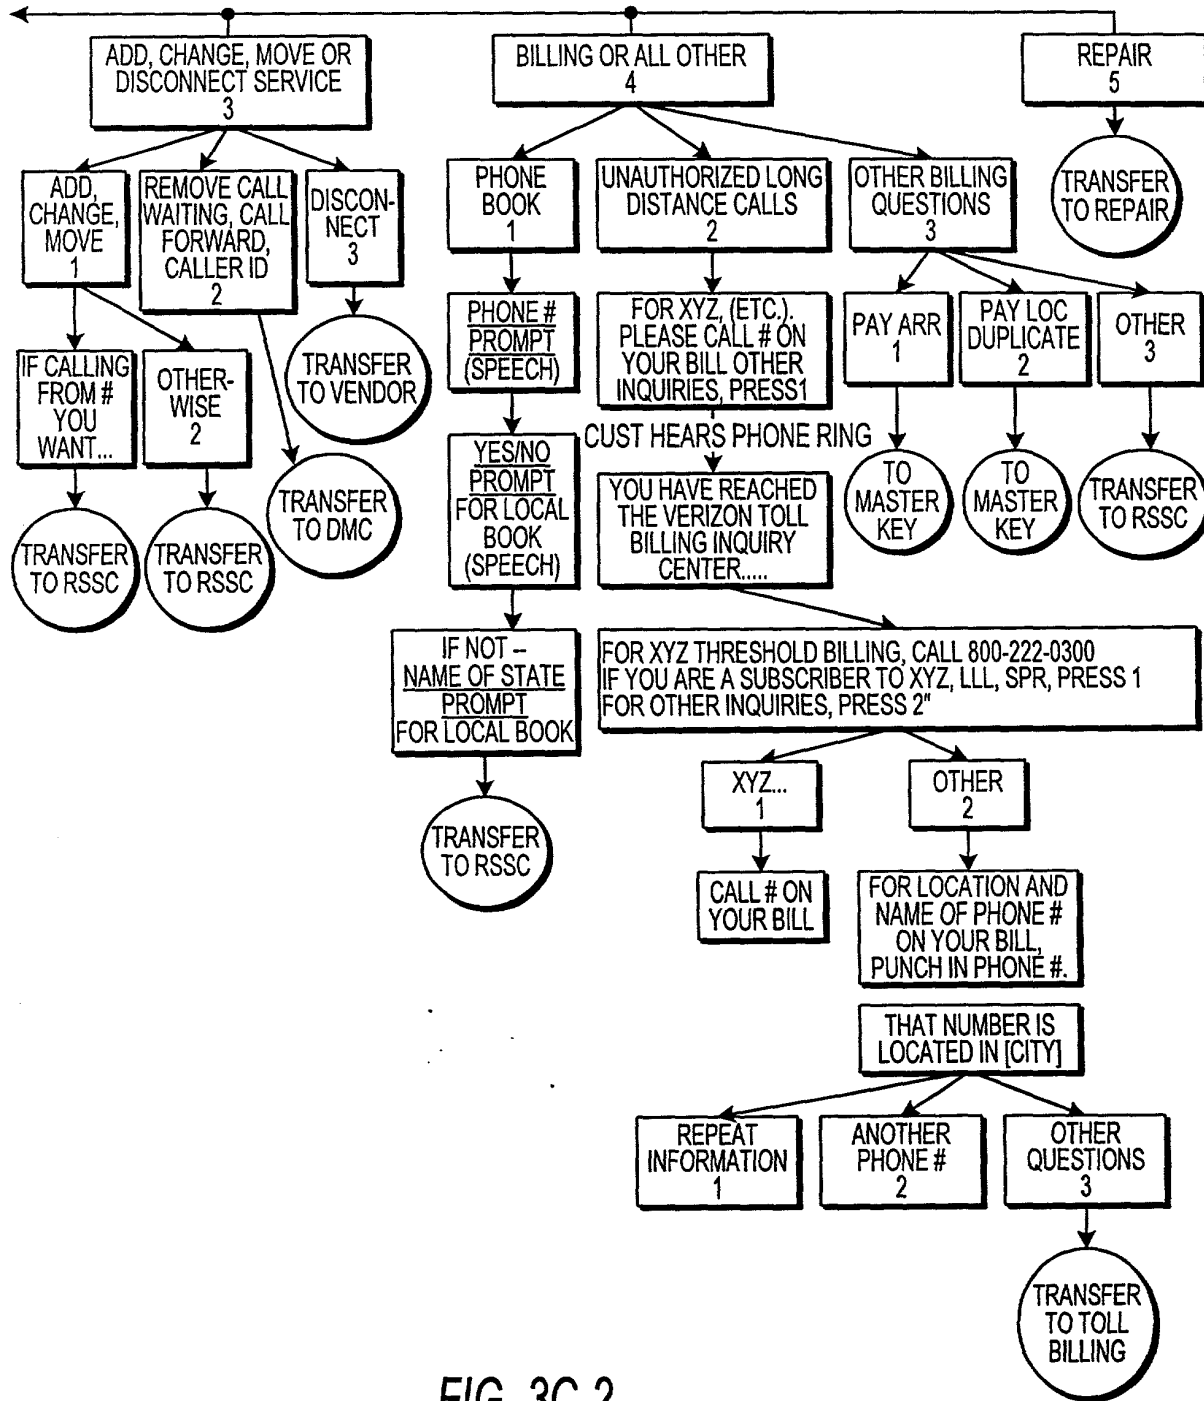 ADD, CHANGE, MOVE OR
DISCONNECT SERVICE
3
BILLING OR ALL OTHER
4
REPAIR
5
ADD,
CHANGE,
MOVE
1
REMOVE CALL
WAITING, CALL
FORWARD,
CALLER ID
2
DISCON-
NECT
3
PHONE
BOOK
1
UNAUTHORIZED LONG
DISTANCE CALLS
2
OTHER BILLING
QUESTIONS
3
TRANSFER
TO REPAIR
IF CALLING
FROM #
YOU
WANT...
OTHER-
WISE
2
TRANSFER
TO VENDOR
PHONE #
PROMPT
(SPEECH)
FOR XYZ, (ETC.).
PLEASE CALL # ON
YOUR BILL OTHER
INQUIRIES, PRESS1
PAY ARR
1
PAY LOC
DUPLICATE
2
OTHER
3
CUST HEARS PHONE RING
TRANSFER
TO RSSC
TRANSFER
TO RSSC
TRANSFER
TO DMC
YES/NO
PROMPT
FOR LOCAL
BOOK
(SPEECH)
YOU HAVE REACHED
THE VERIZON TOLL
BILLING INQUIRY
CENTER.....
TO
MASTER
KEY
TO
MASTER
KEY
TRANSFER
TO RSSC
IF NOT –
NAME OF STATE
PROMPT
FOR LOCAL BOOK
FOR XYZ THRESHOLD BILLING, CALL 800-222-0300
IF YOU ARE A SUBSCRIBER TO XYZ, LLL, SPR, PRESS 1
FOR OTHER INQUIRIES, PRESS 2"
TRANSFER
TO RSSC
XYZ...
1
OTHER
2
CALL # ON
YOUR BILL
FOR LOCATION AND
NAME OF PHONE #
ON YOUR BILL,
PUNCH IN PHONE #.
THAT NUMBER IS
LOCATED IN [CITY]
REPEAT
INFORMATION
1
ANOTHER
PHONE #
2
OTHER
QUESTIONS
3
TRANSFER
TO TOLL
BILLING
FIG. 3C-2